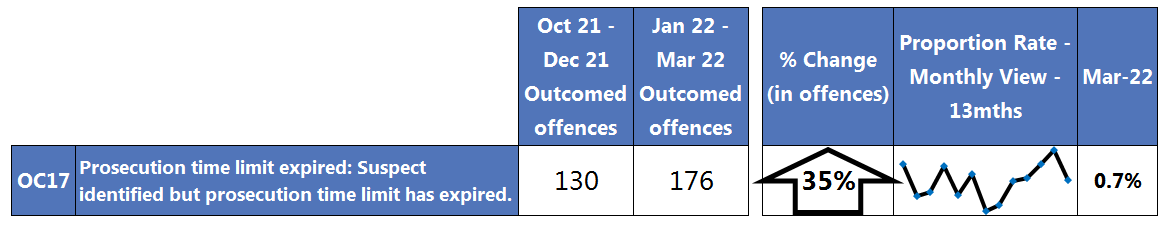 Oct 21 -
Dec 21
Outcomed
offences
Jan 22 -
Mar 22
Outcomed
offences
% Change
(in offences)
Proportion Rate -
Monthly View -
13mths
Mar-22
OC17
Prosecution time limit expired: Suspect
identified but prosecution time limit has expired.
130
176
35%
0.7%